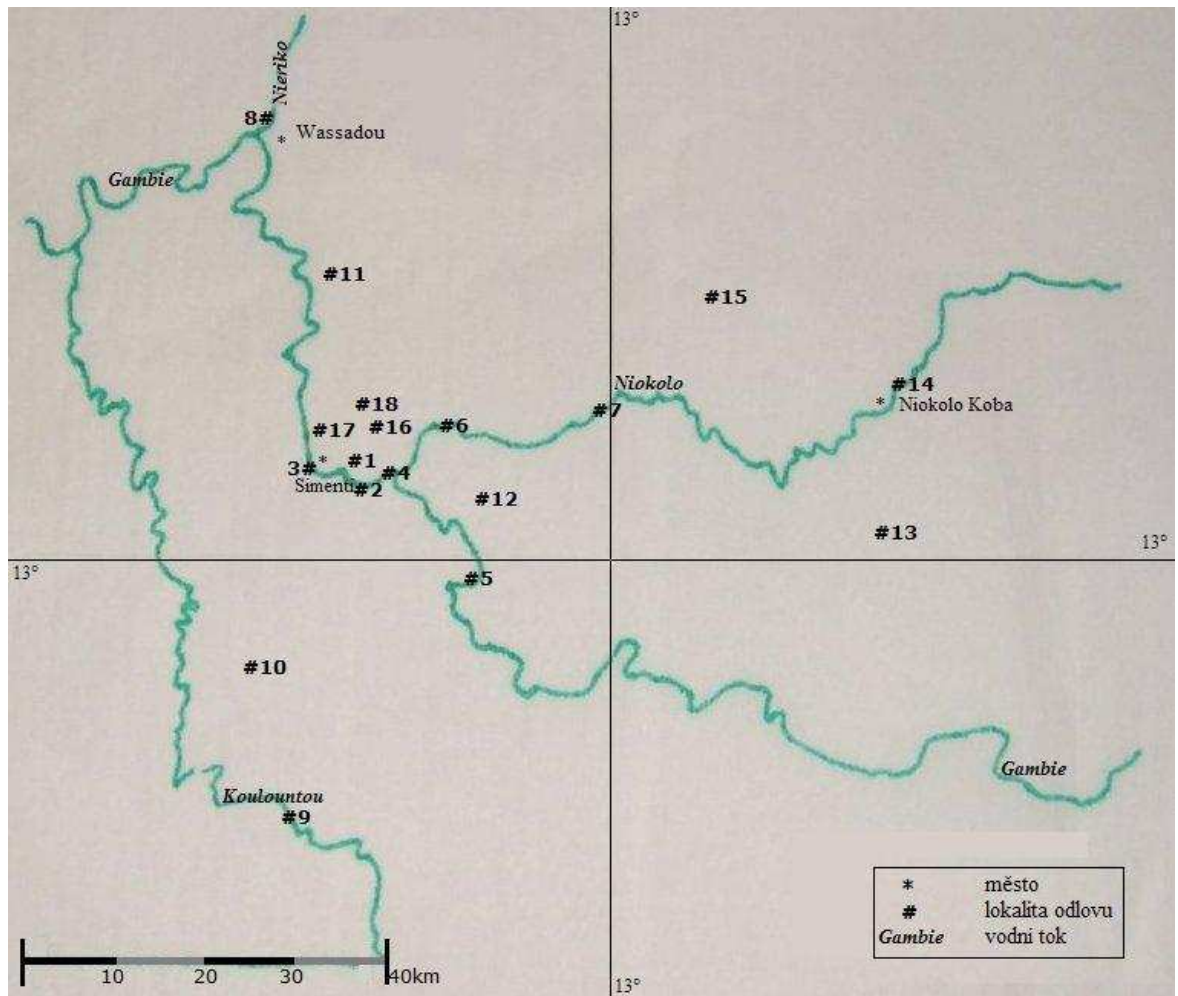 13°
Nieriko
8#
* Wassadou
Gambie
#11
#15
Niokolo
#14
* Niokolo Koba
#18
#7
#17
#16
#6
3#
*
#1
#4
Simenti
#2
#12
#13
13°
13°
#5
#10
Koulountou
#9
Gambie
* město
# lokalita odlovu
Gambie vodní tok
10 20 30 40km
13°